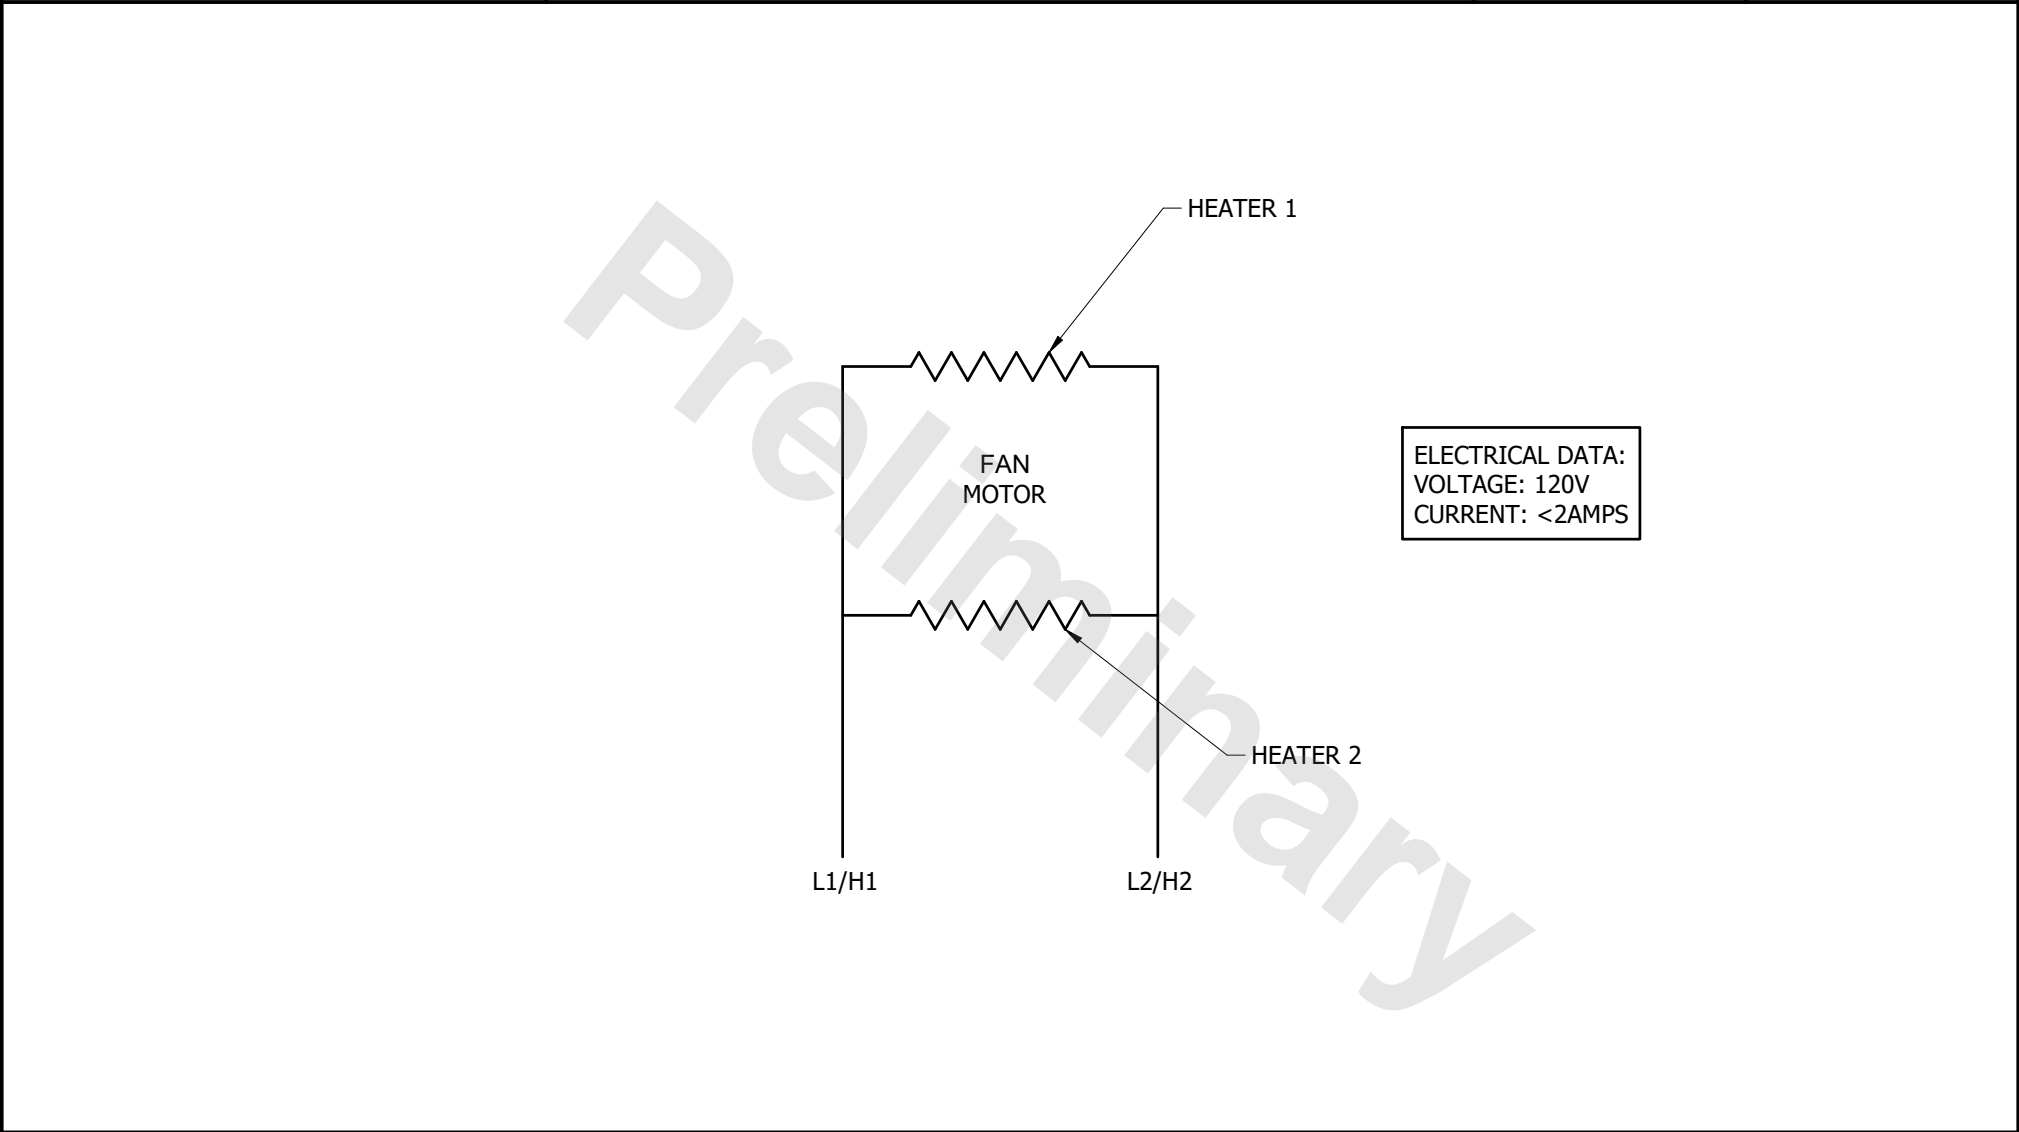 HEATER 1
FAN
MOTOR
ELECTRICAL DATA:
VOLTAGE: 120V
CURRENT: <2AMPS
HEATER 2
L1/H1
L2/H2
Preliminary